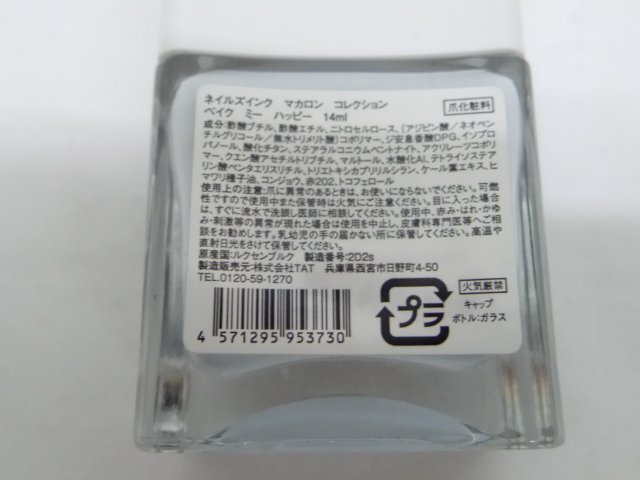 ネイルズインク　マカロン　コレクション
ベイク　ミー　ハッピー　14ml
爪化粧料
成分:酢酸ブチル、酢酸エチル、ニトロセルロース、(アジピン酸／ネオペン
チルグリコール／無水トリメリト酸)コポリマー、ジ安息香酸DPG、イソプロ
パノール、酸化チタン、ステアラルコニウムベントナイト、アクリレーツコポリ
マー、クエン酸アセチルトリブチル、マルトール、水酸化Al、テトライソステア
リン酸ペンタエリスリチル、トリエトキシカプリリルシラン、ケール葉エキス、ヒ
マワリ種子油、コンジョウ、赤202、トコフェロール
使用上の注意:爪に異常のあるときは、お使いにならないでください。可燃
性ですので使用中また保管時は火気にご注意ください。目に入った場合
は、すぐに流水で洗眼し医師に相談してください。使用中、赤み・はれ・かゆ
み・刺激等の異常が現れた場合は使用を中止し、皮膚科専門医等へご相
談をお勧めします。乳幼児の手の届かない所に保管してください。高温や
直射日光をさけて保管してください。
原産国:ルクセンブルク　製造番号:2D2s
製造販売元:株式会社TAT　兵庫県西宮市日野町4-50
TEL.0120-59-1270
火気厳禁
プラ
キャップ
ボトル:ガラス
4 571295 953730